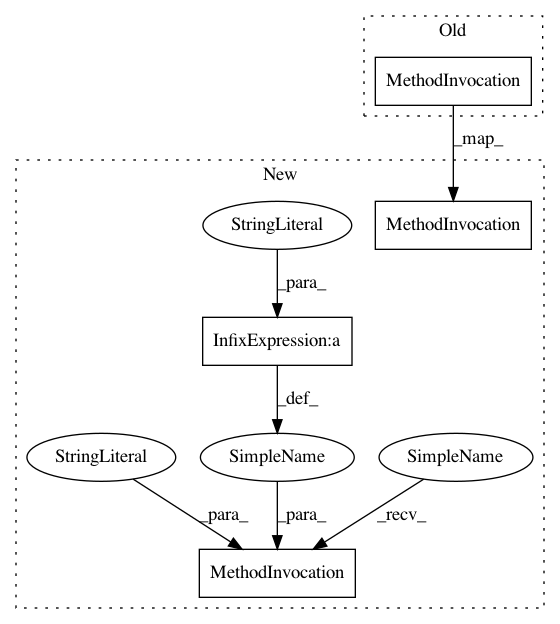 Old
MethodInvocation
_map_
New
StringLiteral
MethodInvocation
_para_
InfixExpression:a
_def_
StringLiteral
SimpleName
SimpleName
_para_
_para_
_recv_
MethodInvocation